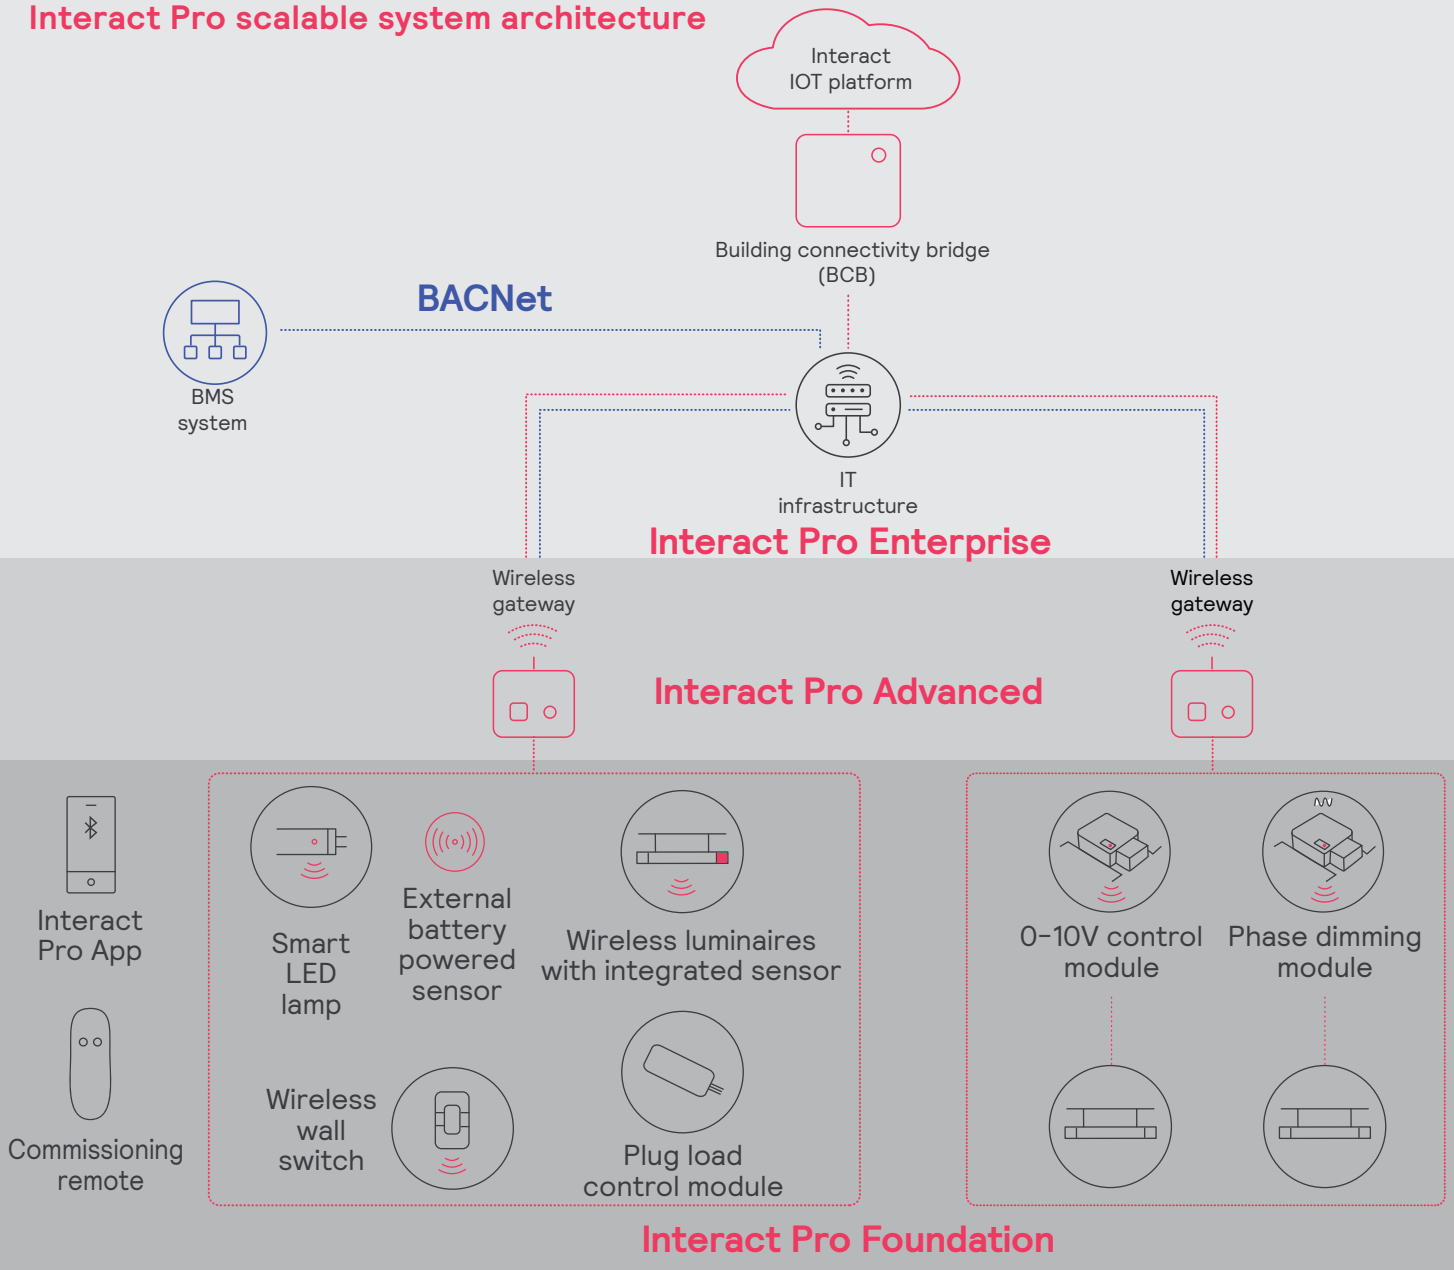 Interact Pro scalable system architecture
Interact
IOT platform
Building connectivity bridge
(BCB)
BACNet
BMS
system
IT
infrastructure
Interact Pro Enterprise
Wireless
gateway
Wireless
gateway
Interact Pro Advanced
Interact
Pro App
Smart
LED
lamp
External
battery
powered
sensor
Wireless luminaires
with integrated sensor
0-10V control
module
Phase dimming
module
Commissioning
remote
Wireless
wall
switch
Plug load
control module
Interact Pro Foundation